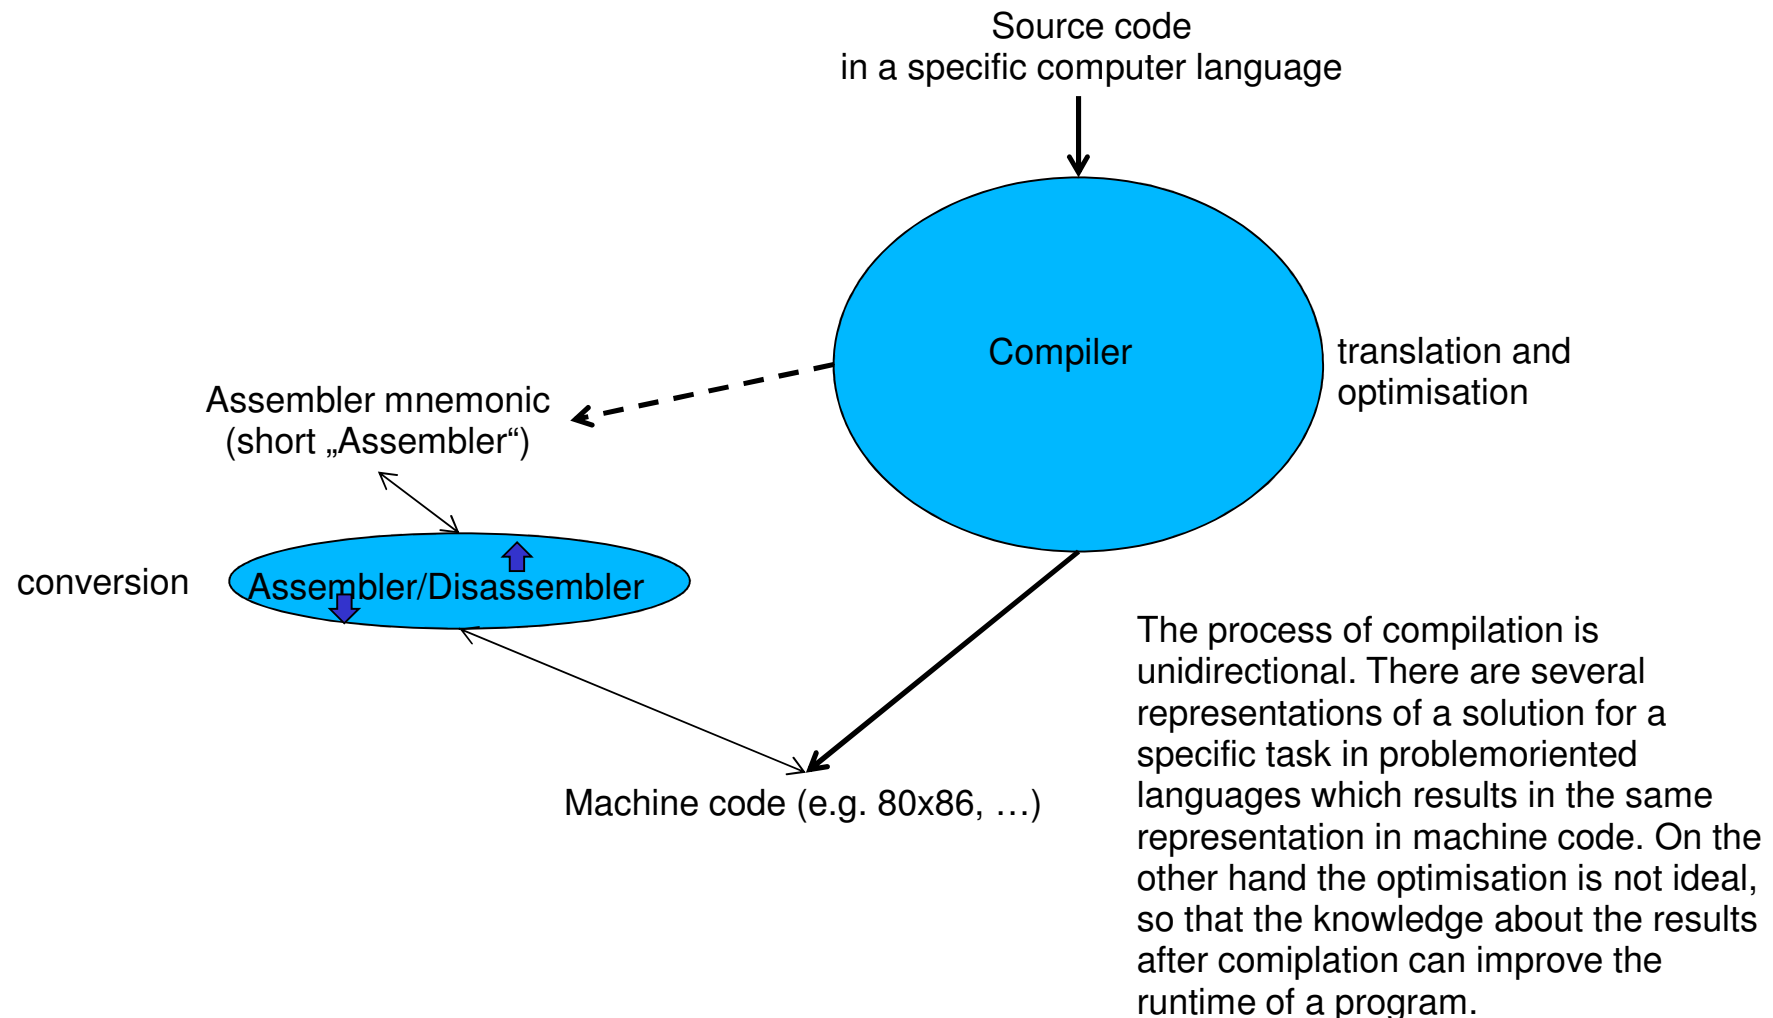 Source code
in a specific computer language
Compiler
translation and
optimisation
Assembler mnemonic
(short „Assembler“)
conversion
Assembler/Disassembler
Machine code (e.g. 80x86, …)
The process of compilation is
unidirectional. There are several
representations of a solution for a
specific task in problemoriented
languages which results in the same
representation in machine code. On the
other hand the optimisation is not ideal,
so that the knowledge about the results
after comiplation can improve the
runtime of a program.